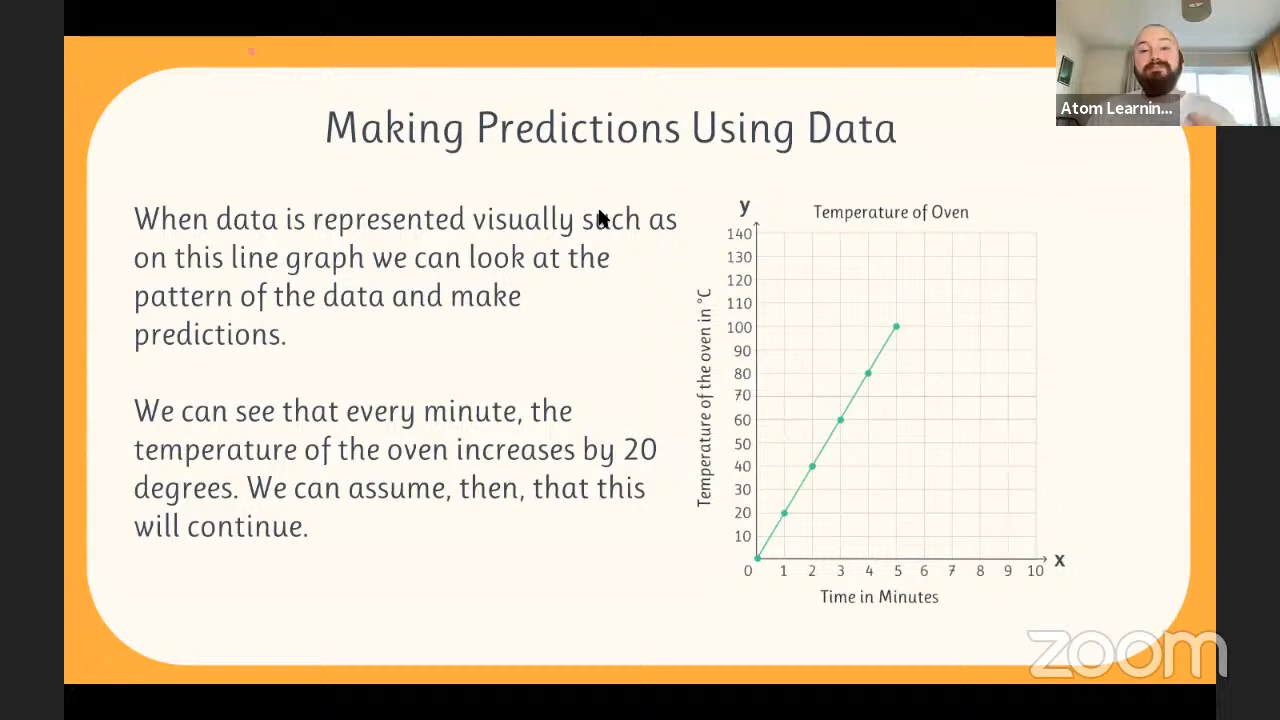 Atom Learnin...
Making Predictions Using Data
When data is represented visually such as
on this line graph we can look at the
pattern of the data and make
predictions.
We can see that every minute, the
temperature of the oven increases by 20
degrees. We can assume, then, that this
will continue.
y
Temperature of Oven
140
130
120
110
100
90
80
70
60
50
40
30
20
10
Temperature of the oven in °C
0 1 2 3 4 5 6 7 8 9 10 x
Time in Minutes
zoom